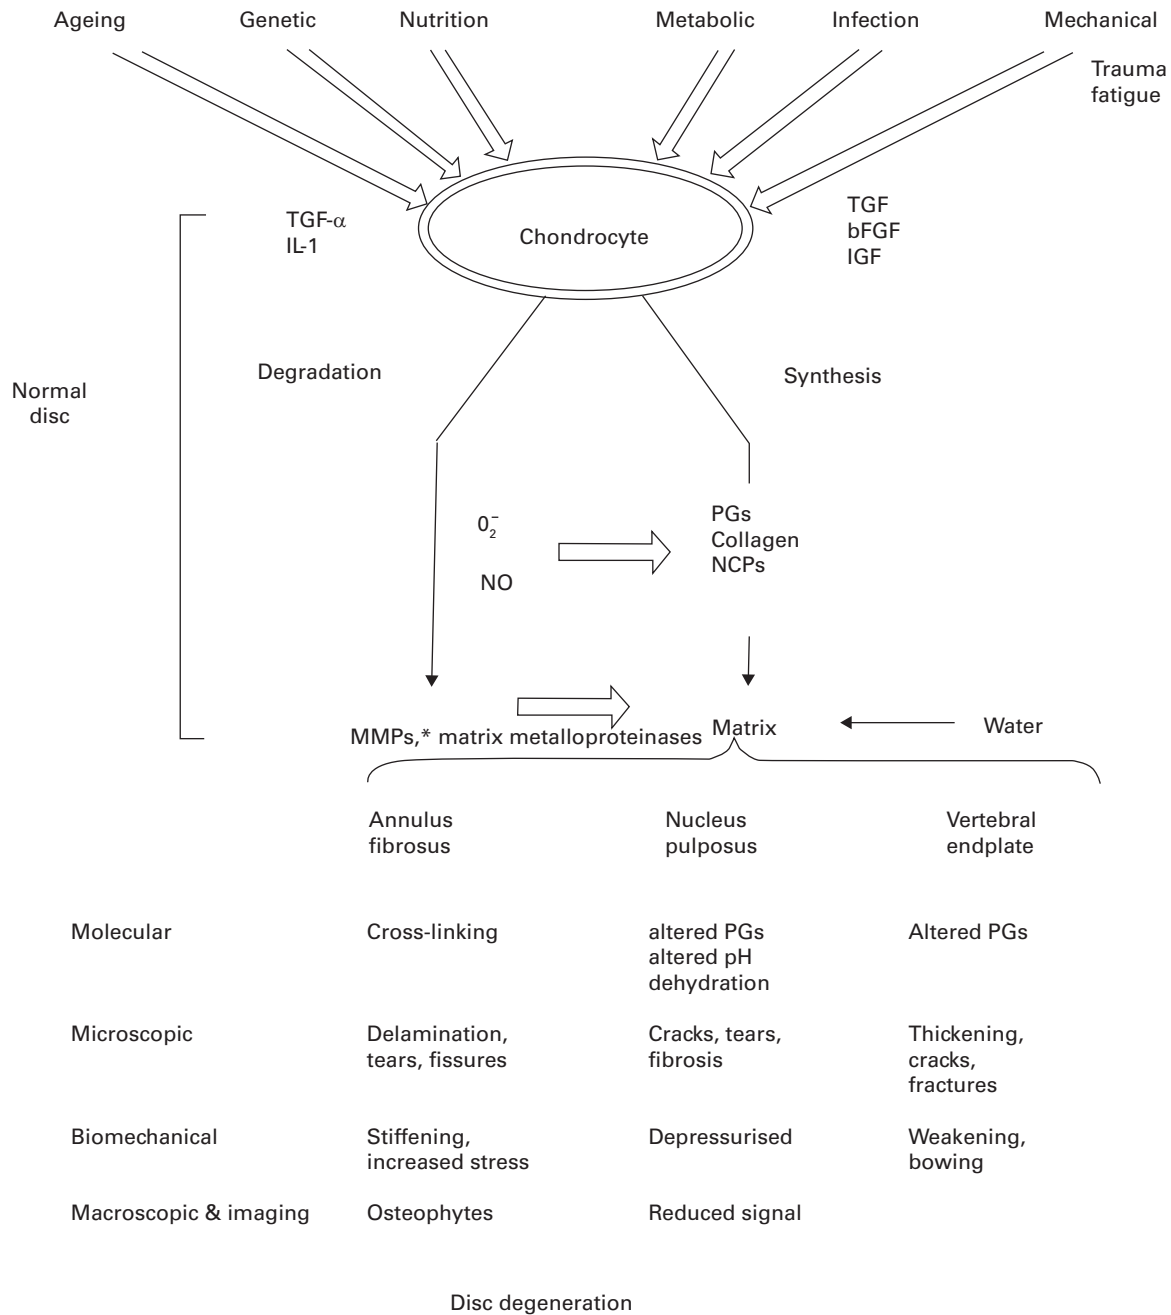 Ageing Genetic Nutrition Metabolic Infection Mechanical
Trauma
fatigue
TGF-α
IL-1
Chondrocyte
TGF
bFGF
IGF
Degradation
Synthesis
Normal
disc
0₂⁻
NO
PGs
Collagen
NCPs
MMPs,* matrix metalloproteinases
Matrix
Water
Annulus
fibrosus
Nucleus
pulposus
Vertebral
endplate
Molecular
Cross-linking
altered PGs
altered pH
dehydration
Altered PGs
Microscopic
Delamination,
tears, fissures
Cracks, tears,
fibrosis
Thickening,
cracks,
fractures
Biomechanical
Stiffening,
increased stress
Depressurised
Weakening,
bowing
Macroscopic & imaging
Osteophytes
Reduced signal
Disc degeneration